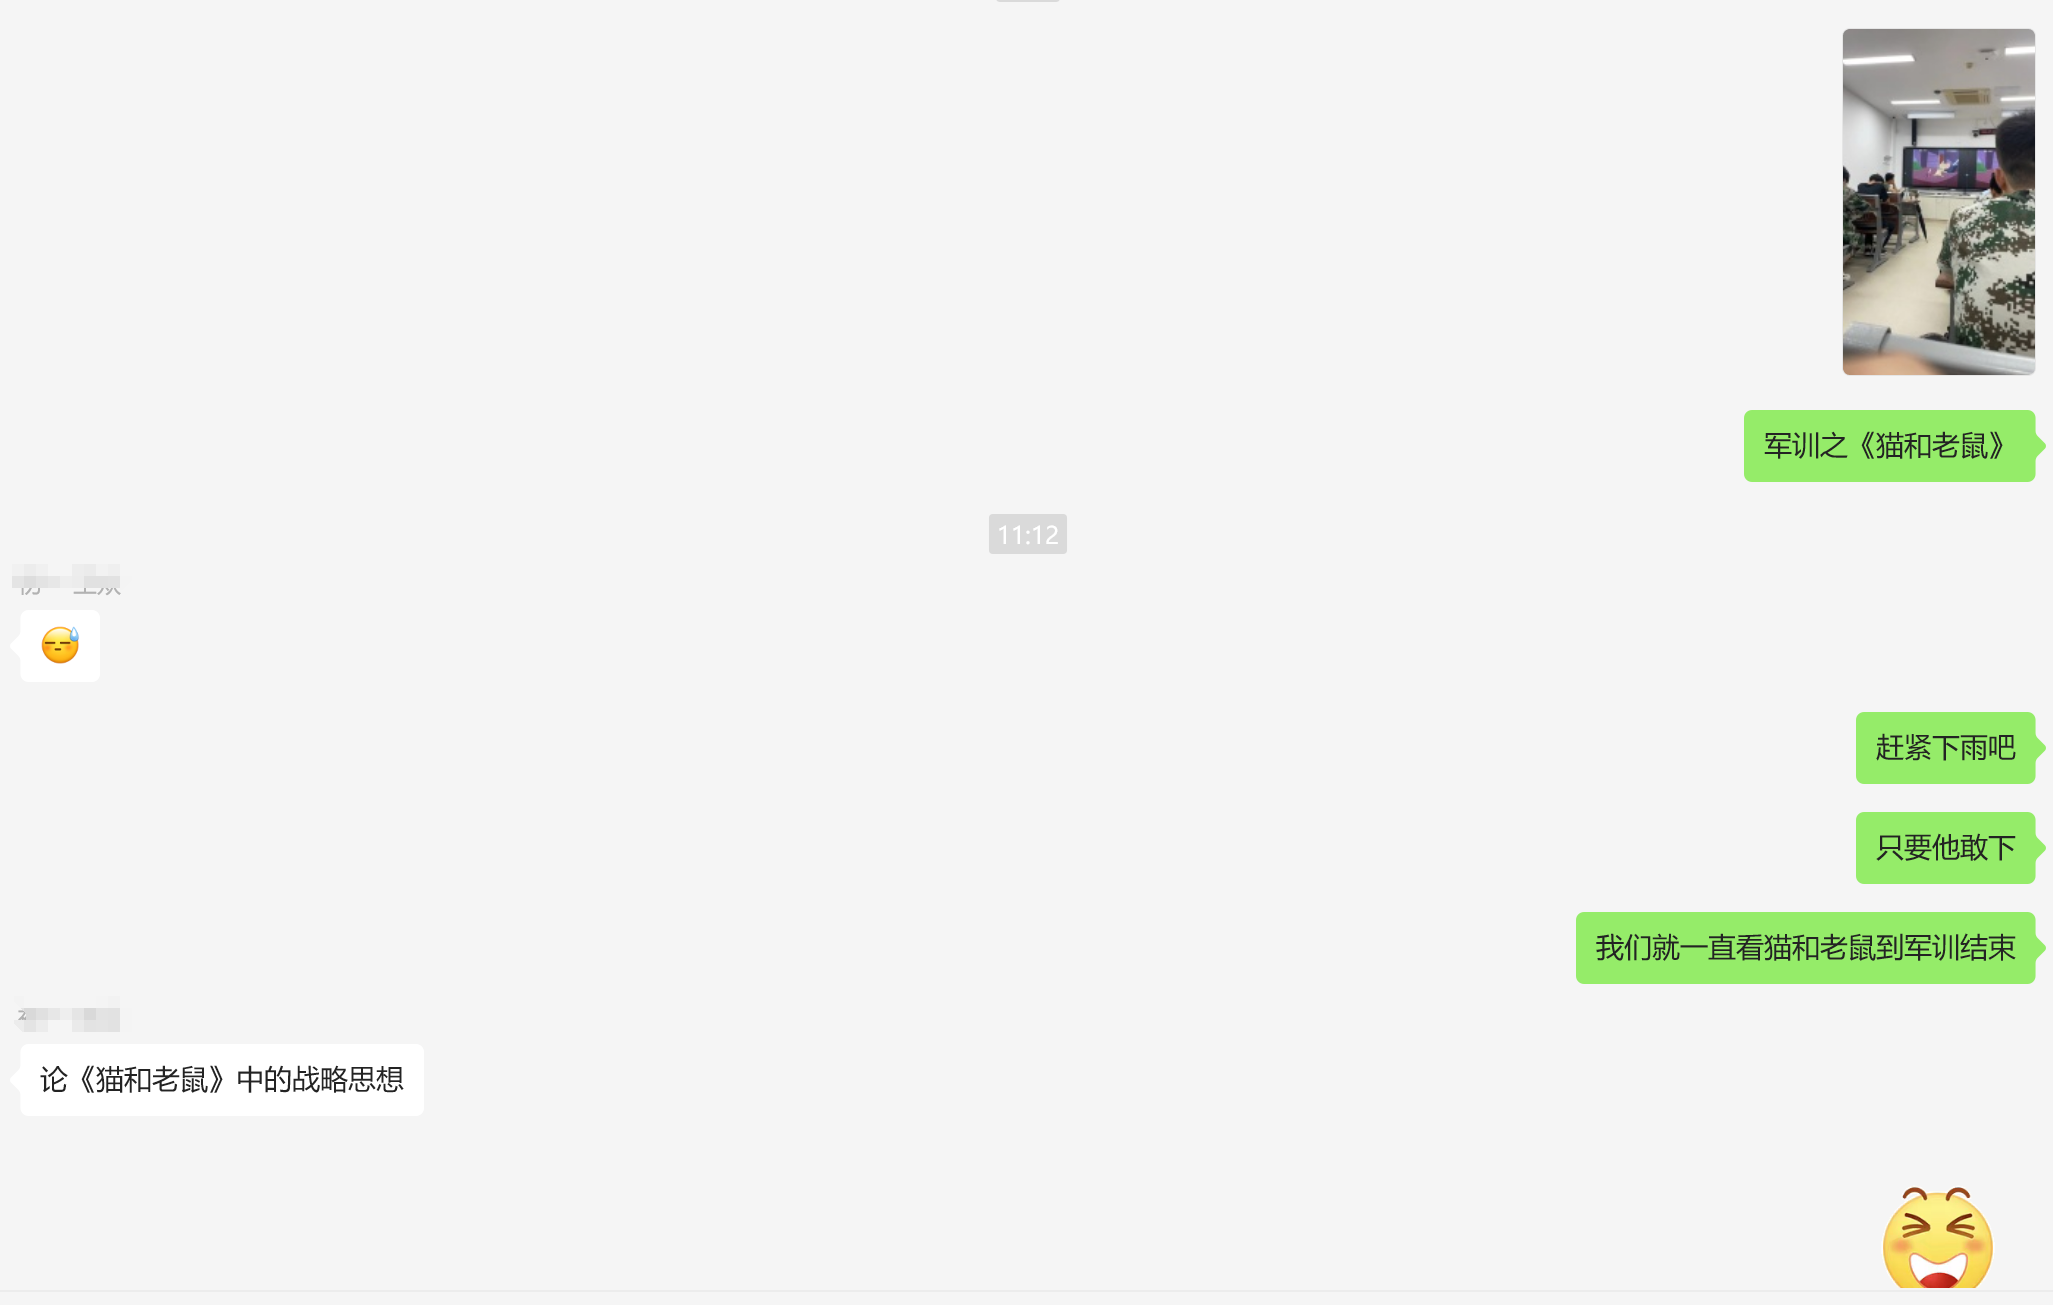 军训之《猫和老鼠》
11:12
赶紧下雨吧
只要他敢下
我们就一直看猫和老鼠到军训结束
论《猫和老鼠》中的战略思想